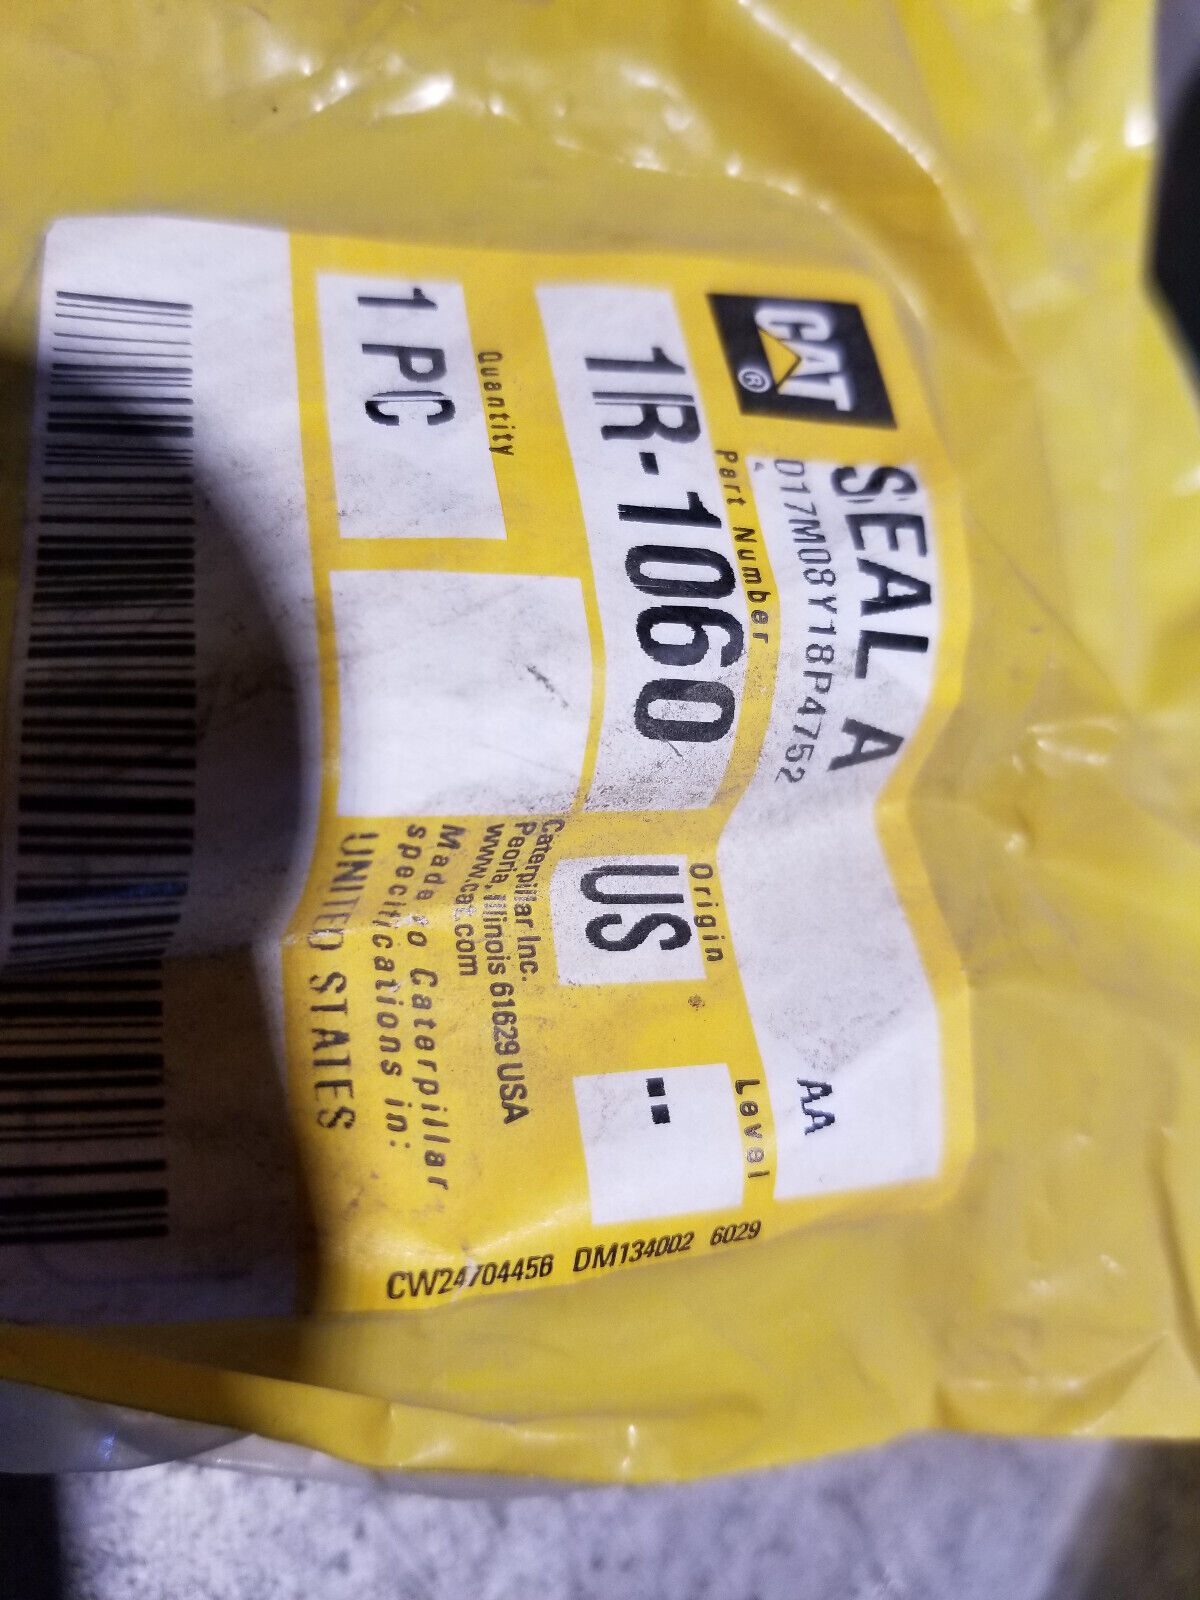 CAT®
SEAL A
D17M08Y18P4752
AA
Part Number
1R-1060
Origin
US
Level
--
Quantity
1 PC
Caterpillar Inc.
Peoria, Illinois 61629 USA
www.cat.com
Made to Caterpillar
specifications in:
UNITED STATES
CW24704456 DM134002 6029